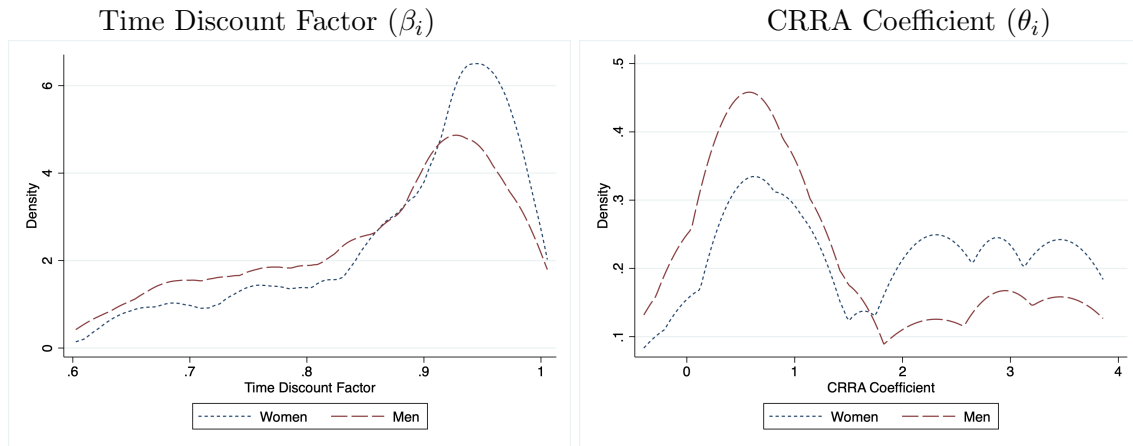 Time Discount Factor (βᵢ)
Density
6
4
2
0
.6 .7 .8 .9 1
Time Discount Factor
Women Men
CRRA Coefficient (θᵢ)
Density
.5
.4
.3
.2
.1
0 1 2 3 4
CRRA Coefficient
Women Men